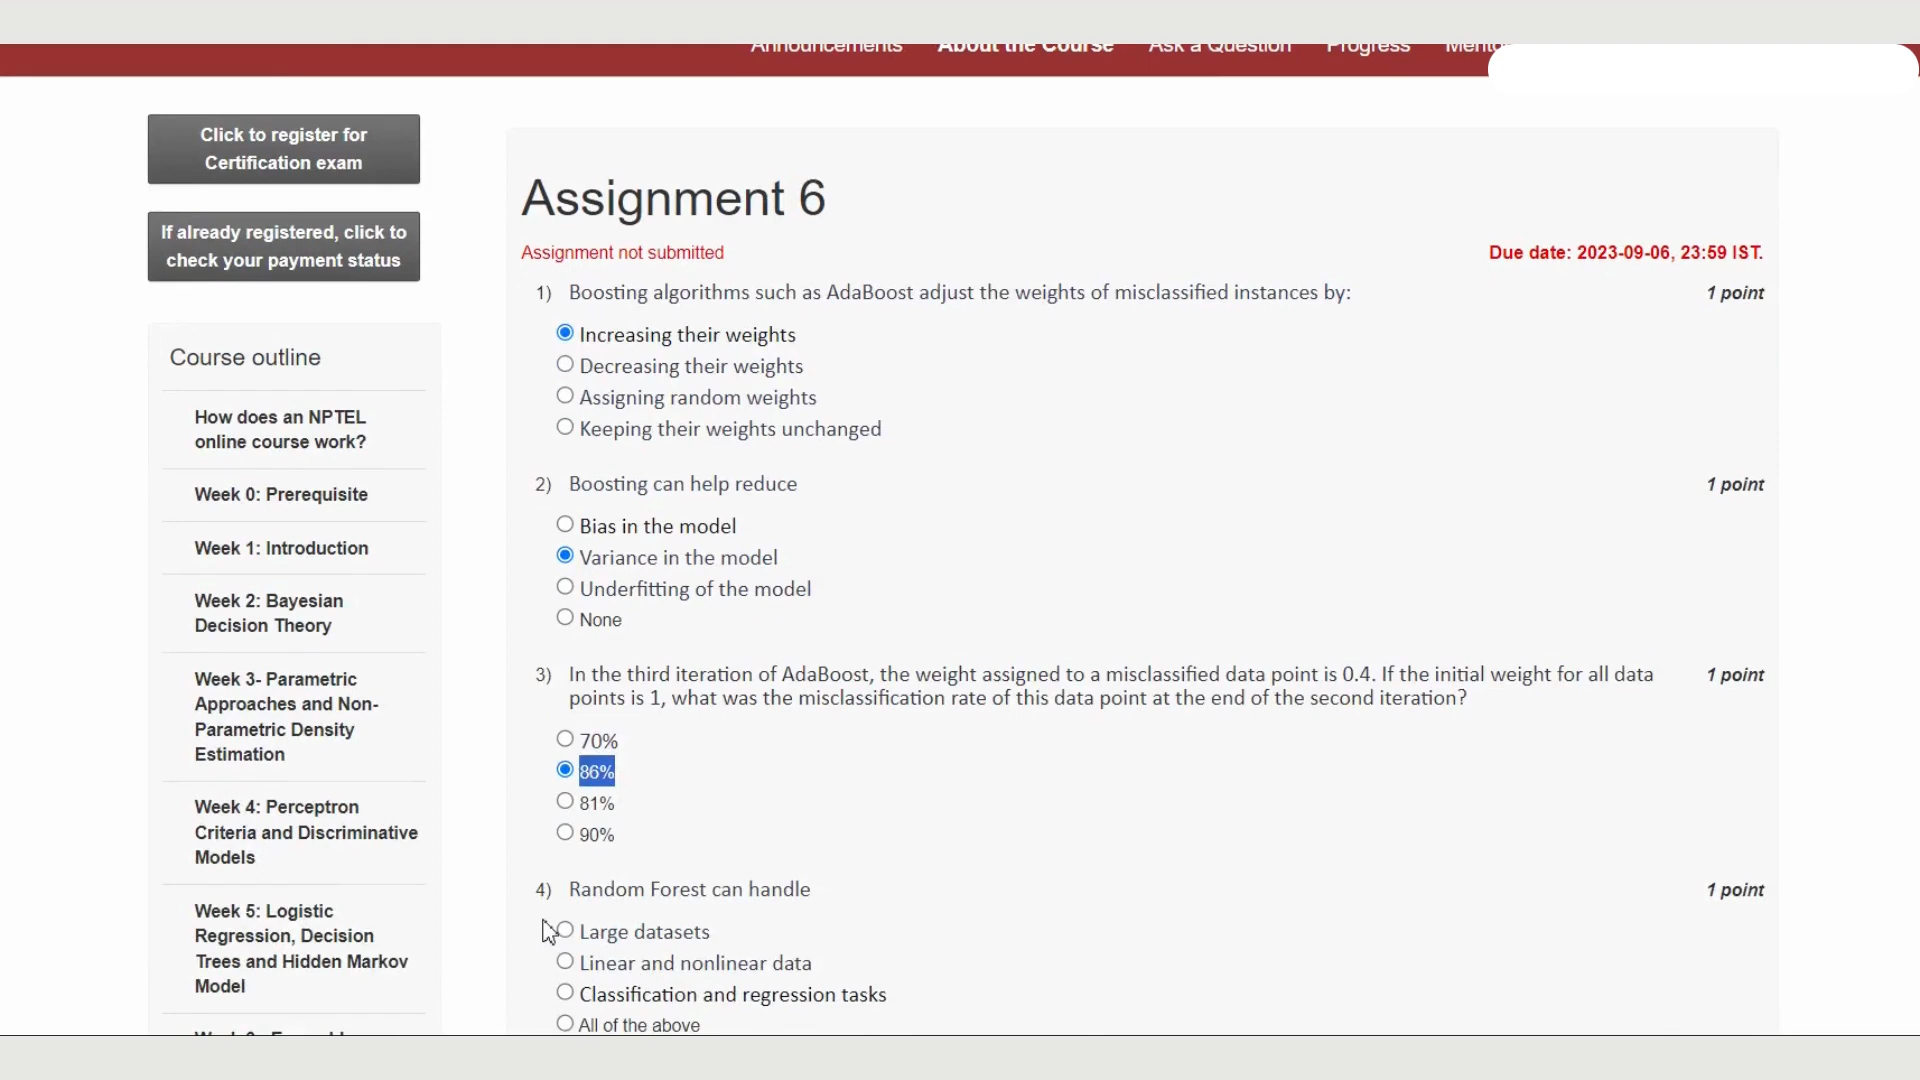 Announcements About the Course Ask a Question Progress
Click to register for
Certification exam
If already registered, click to
check your payment status
Course outline
How does an NPTEL
online course work?
Week 0: Prerequisite
Week 1: Introduction
Week 2: Bayesian
Decision Theory
Week 3- Parametric
Approaches and Non-
Parametric Density
Estimation
Week 4: Perceptron
Criteria and Discriminative
Models
Week 5: Logistic
Regression, Decision
Trees and Hidden Markov
Model
Assignment 6
Assignment not submitted Due date: 2023-09-06, 23:59 IST.
1) Boosting algorithms such as AdaBoost adjust the weights of misclassified instances by: 1 point
Increasing their weights
Decreasing their weights
Assigning random weights
Keeping their weights unchanged
2) Boosting can help reduce 1 point
Bias in the model
Variance in the model
Underfitting of the model
None
3) In the third iteration of AdaBoost, the weight assigned to a misclassified data point is 0.4. If the initial weight for all data 1 point
points is 1, what was the misclassification rate of this data point at the end of the second iteration?
70%
86%
81%
90%
4) Random Forest can handle 1 point
Large datasets
Linear and nonlinear data
Classification and regression tasks
All of the above